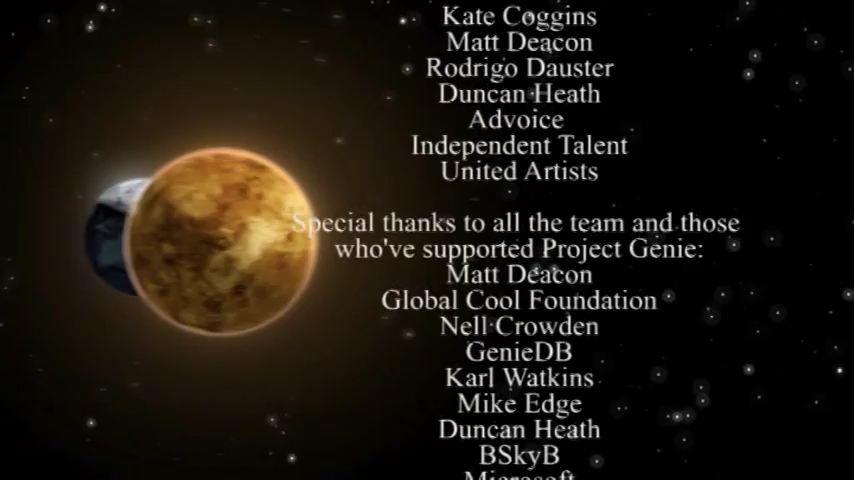 Kate Coggins
Matt Deacon
Rodrigo Dauster
Duncan Heath
Advoice
Independent Talent
United Artists
Special thanks to all the team and those
who've supported Project Genie:
Matt Deacon
Global Cool Foundation
Nell Crowden
GenieDB
Karl Watkins
Mike Edge
Duncan Heath
BSkyB
Microsoft